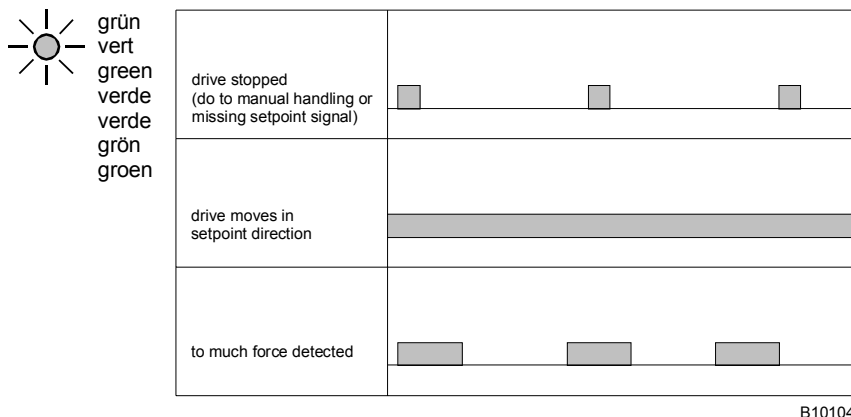 grün
vert
green
verde
verde
grön
groen
drive stopped
(do to manual handling or
missing setpoint signal)
drive moves in
setpoint direction
to much force detected
B10104